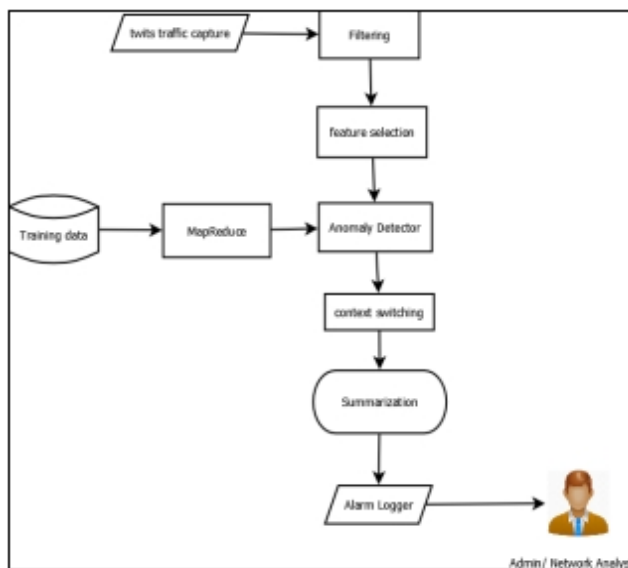 twits traffic capture
Filtering
feature selection
Training data
MapReduce
Anomaly Detector
context switching
Summarization
Alarm Logger
Admin/ Network Analys